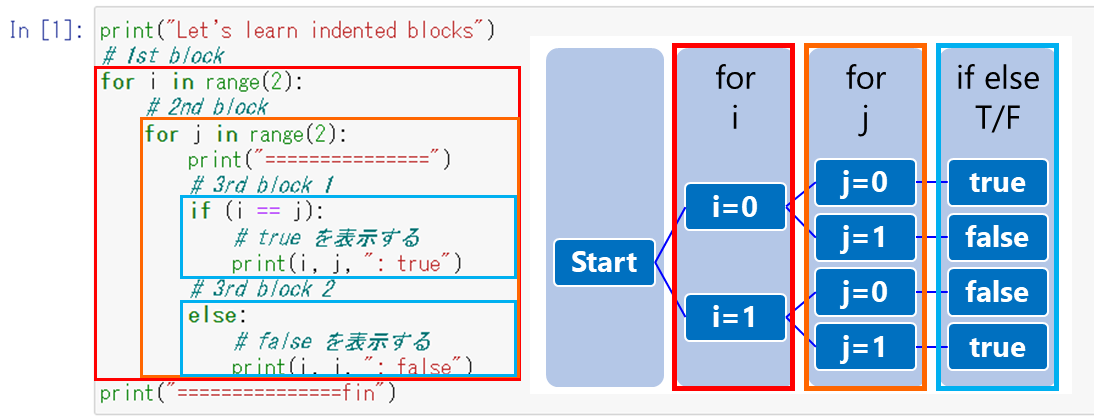 In [1]:
print("Let's learn indented blocks")
# 1st block
for i in range(2):
# 2nd block
for j in range(2):
print("===============")
# 3rd block 1
if (i == j):
# true を表示する
print(i, j, ": true")
# 3rd block 2
else:
# false を表示する
print(i, j, ": false")
print("===============fin")
for
i
for
j
if else
T/F
Start
i=0
i=1
j=0
j=1
j=0
j=1
true
false
false
true